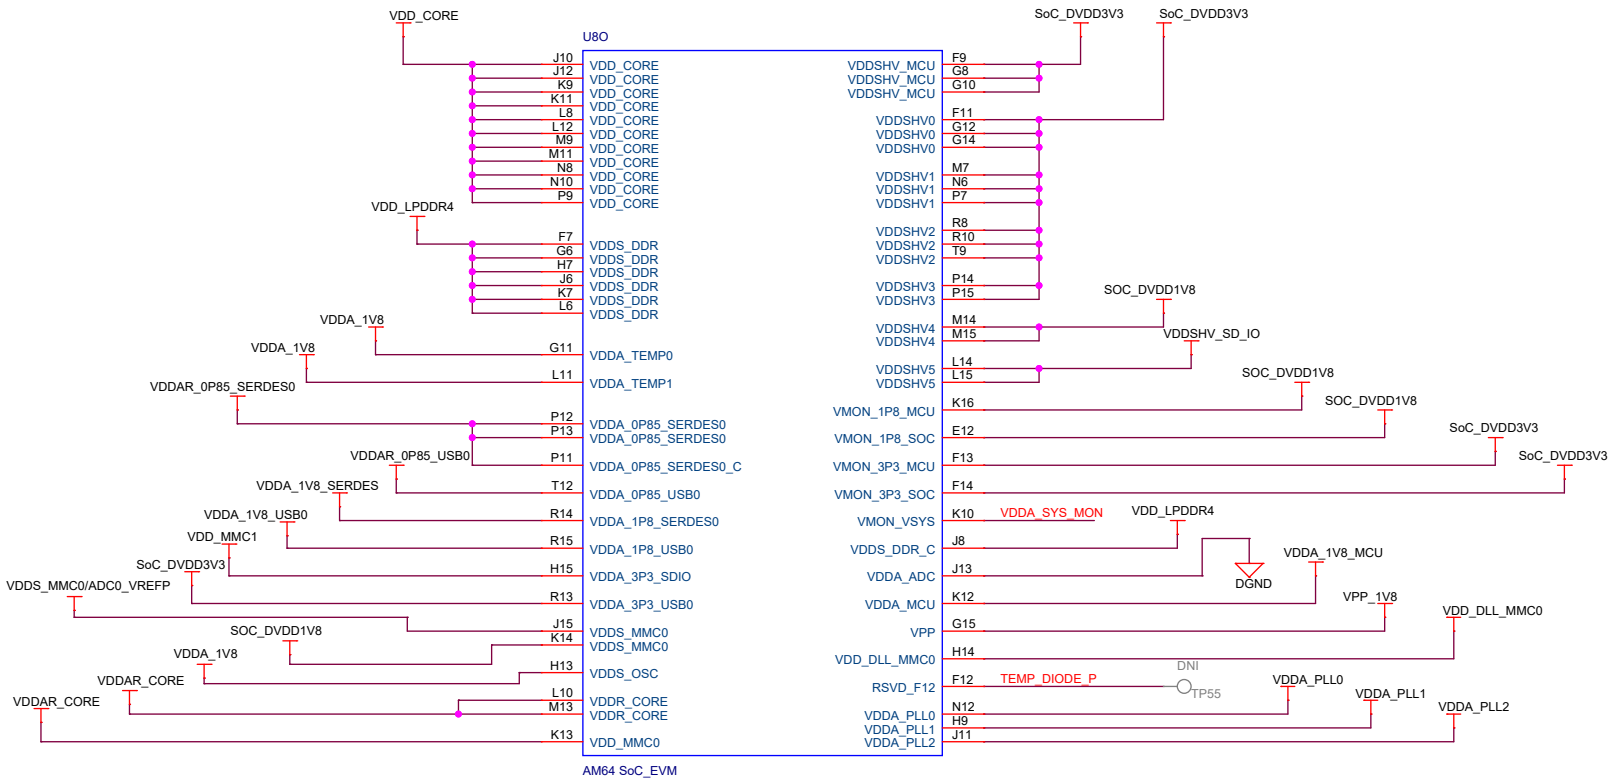 VDD_CORE
U8O
J10 VDD_CORE
J12 VDD_CORE
K9 VDD_CORE
K11 VDD_CORE
L8 VDD_CORE
L12 VDD_CORE
M9 VDD_CORE
M11 VDD_CORE
N8 VDD_CORE
N10 VDD_CORE
P9 VDD_CORE
VDD_LPDDR4
F7 VDDS_DDR
G6 VDDS_DDR
H7 VDDS_DDR
J6 VDDS_DDR
K7 VDDS_DDR
L6 VDDS_DDR
VDDA_1V8
G11 VDDA_TEMP0
VDDA_1V8
L11 VDDA_TEMP1
VDDAR_0P85_SERDES0
P12 VDDA_0P85_SERDES0
P13 VDDA_0P85_SERDES0
P11 VDDA_0P85_SERDES0_C
VDDAR_0P85_USB0
T12 VDDA_0P85_USB0
VDDA_1V8_SERDES
R14 VDDA_1P8_SERDES0
VDDA_1V8_USB0
R15 VDDA_1P8_USB0
VDD_MMC1
H15 VDDA_3P3_SDIO
SoC_DVDD3V3
R13 VDDA_3P3_USB0
VDDS_MMC0/ADC0_VREFP
J15 VDDS_MMC0
SOC_DVDD1V8
K14 VDDS_MMC0
VDDA_1V8
H13 VDDS_OSC
VDDAR_CORE
L10 VDDR_CORE
M13 VDDR_CORE
VDDAR_CORE
K13 VDD_MMC0
AM64 SoC_EVM
SoC_DVDD3V3
SoC_DVDD3V3
VDDSHV_MCU F9
VDDSHV_MCU G8
VDDSHV_MCU G10
VDDSHV0 F11
VDDSHV0 G12
VDDSHV0 G14
VDDSHV1 M7
VDDSHV1 N6
VDDSHV1 P7
VDDSHV2 R8
VDDSHV2 R10
VDDSHV2 T9
VDDSHV3 P14
VDDSHV3 P15
SOC_DVDD1V8
VDDSHV4 M14
VDDSHV4 M15
VDDSHV_SD_IO
VDDSHV5 L14
VDDSHV5 L15
SOC_DVDD1V8
VMON_1P8_MCU K16
SOC_DVDD1V8
VMON_1P8_SOC E12
SoC_DVDD3V3
VMON_3P3_MCU F13
SoC_DVDD3V3
VMON_3P3_SOC F14
VMON_VSYS K10 VDDA_SYS_MON
VDD_LPDDR4
VDDS_DDR_C J8
VDDA_ADC J13
DGND
VDDA_1V8_MCU
VDDA_MCU K12
VPP_1V8
VPP G15
VDD_DLL_MMC0
VDD_DLL_MMC0 H14
DNI
RSVD_F12 F12 TEMP_DIODE_P
TP55
VDDA_PLL0
VDDA_PLL0 N12
VDDA_PLL1
VDDA_PLL1 H9
VDDA_PLL2
VDDA_PLL2 J11